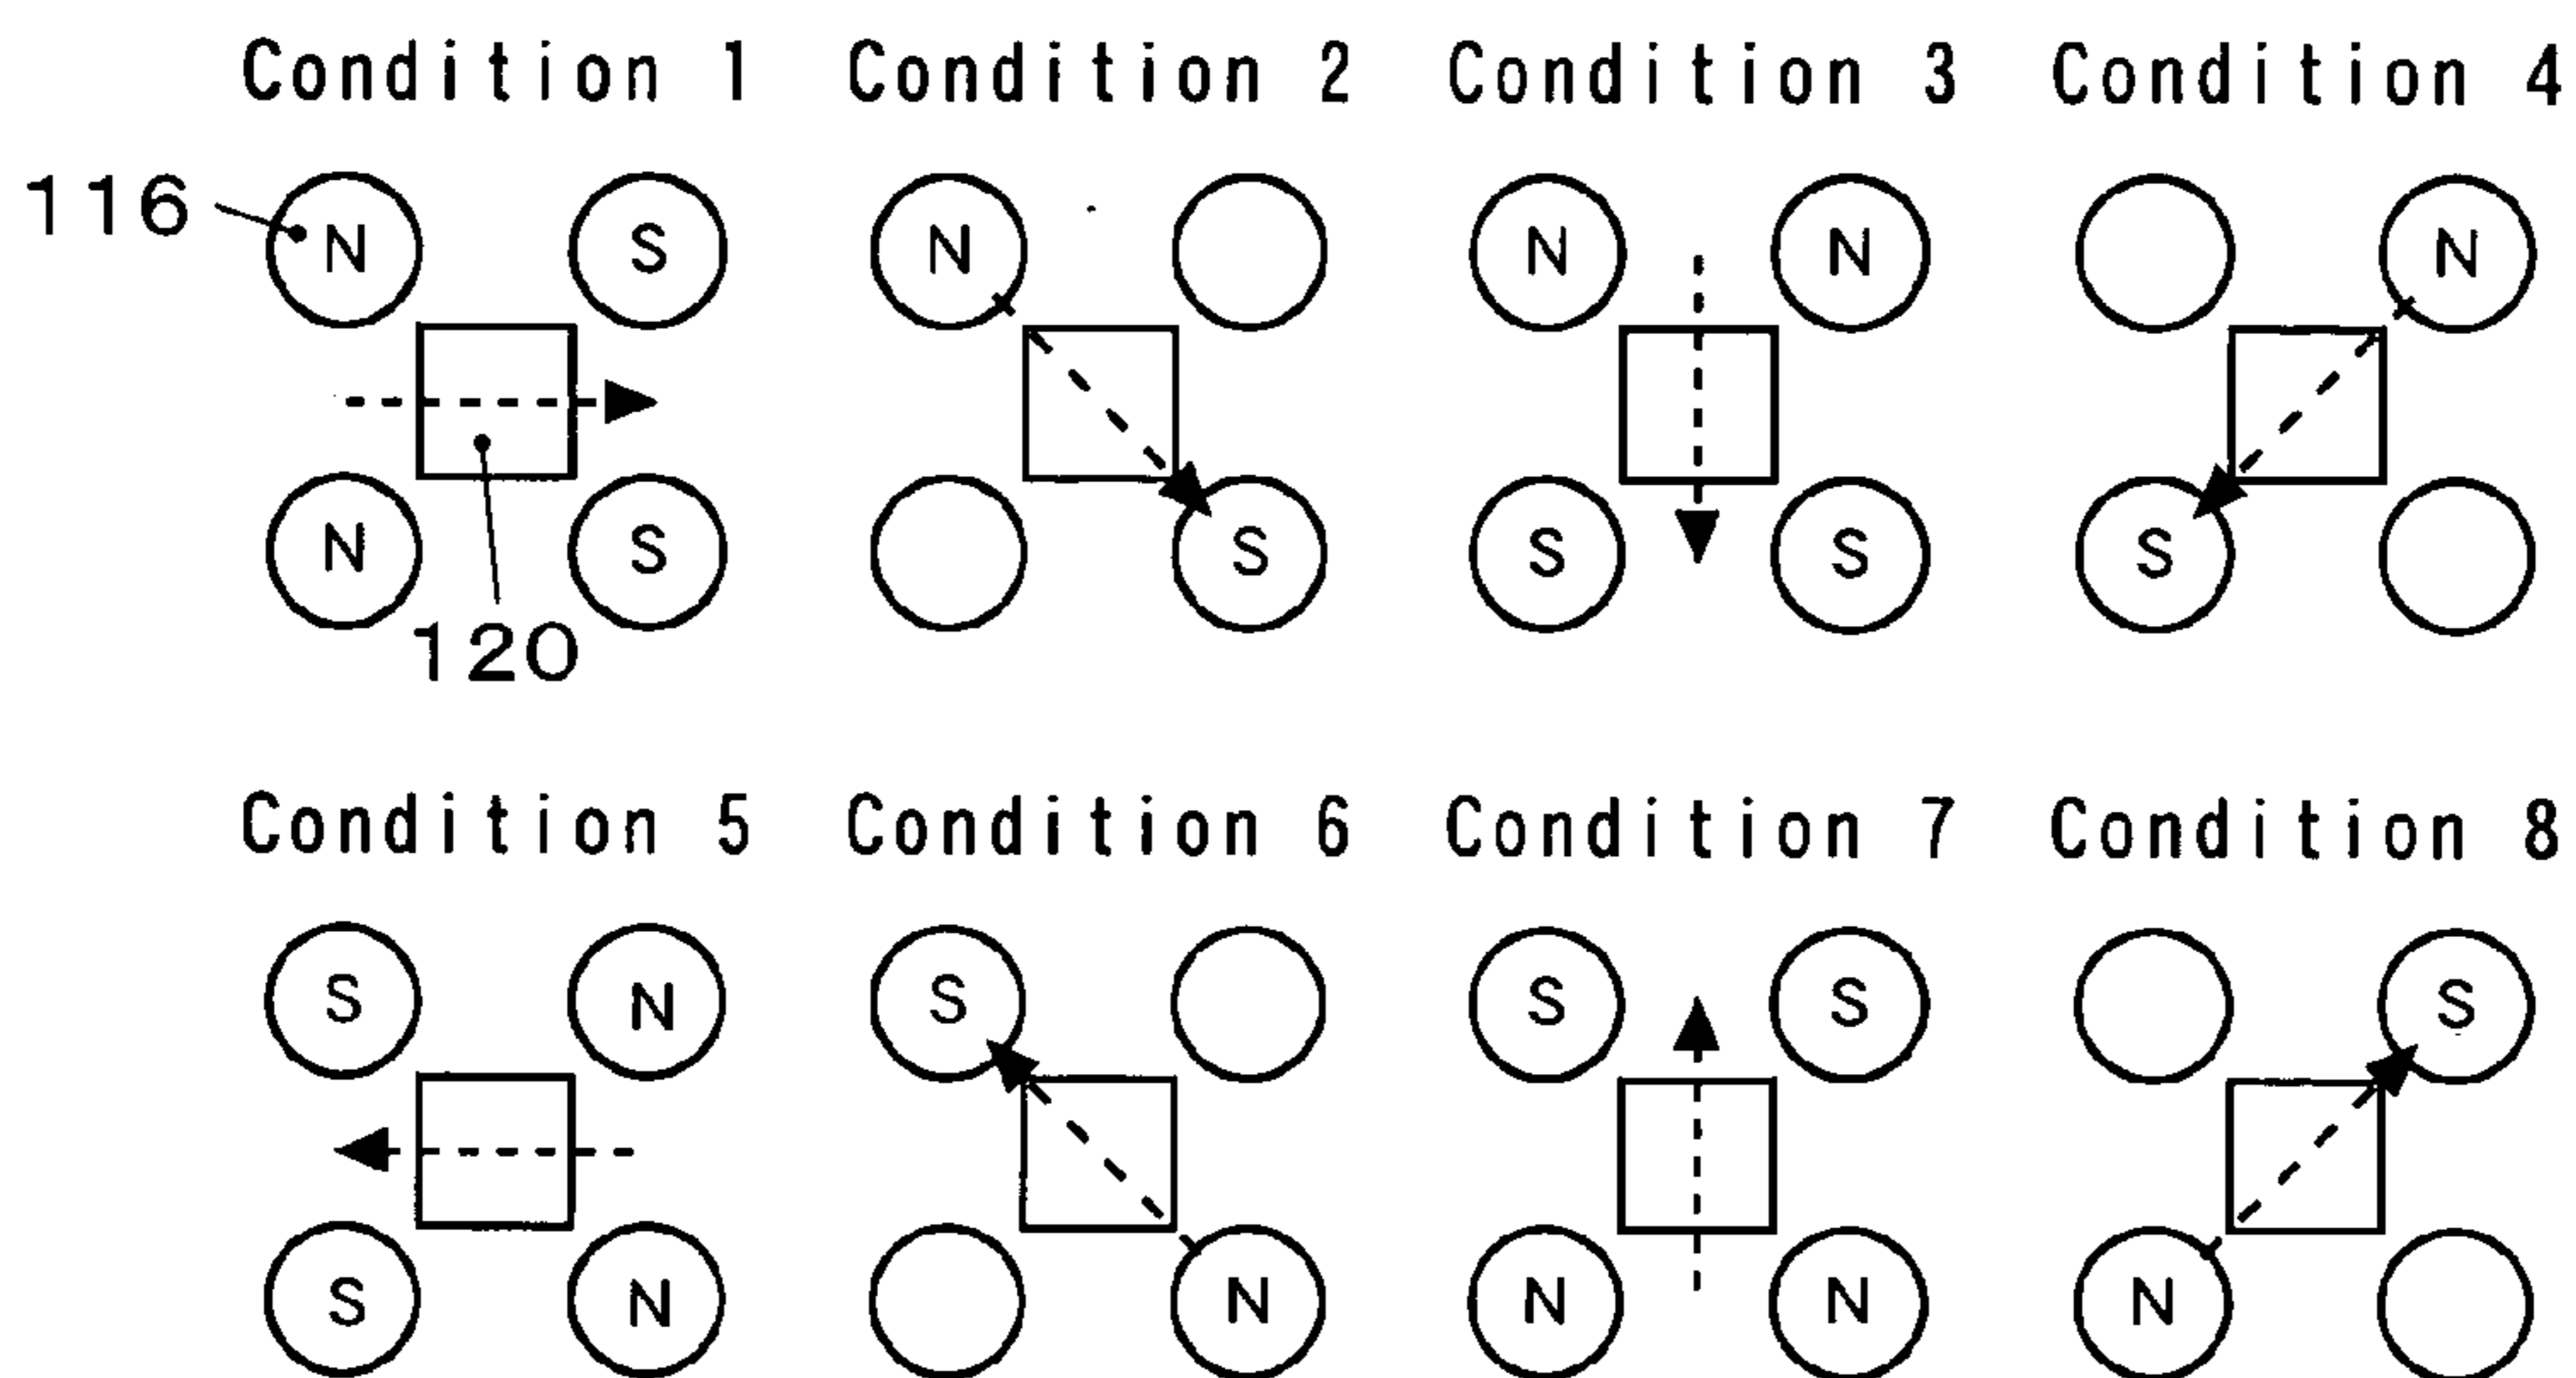 Condition 1 Condition 2 Condition 3 Condition 4
116 N S N N N N
N S S S S S
120
Condition 5 Condition 6 Condition 7 Condition 8
S N S S S S
S N N N N N